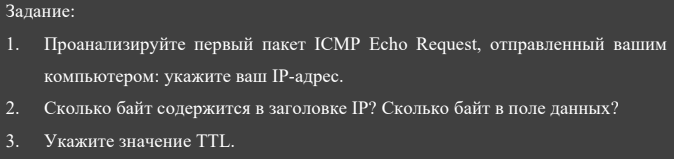 Задание:
1. Проанализируйте первый пакет ICMP Echo Request, отправленный вашим
компьютером: укажите ваш IP-адрес.
2. Сколько байт содержится в заголовке IP? Сколько байт в поле данных?
3. Укажите значение TTL.